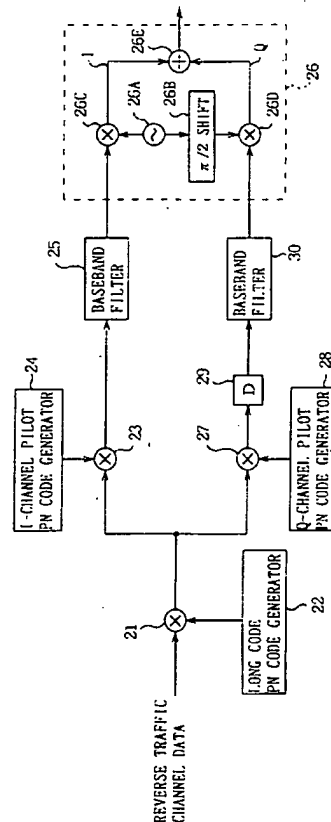 REVERSE TRAFFIC
CHANNEL DATA
21
LONG CODE
PN CODE GENERATOR
22
I-CHANNEL PILOT
PN CODE GENERATOR
24
23
BASEBAND
FILTER
25
27
Q-CHANNEL PILOT
PN CODE GENERATOR
28
D
29
BASEBAND
FILTER
30
26C
I
26A
26B
π/2 SHIFT
26D
Q
26E
26